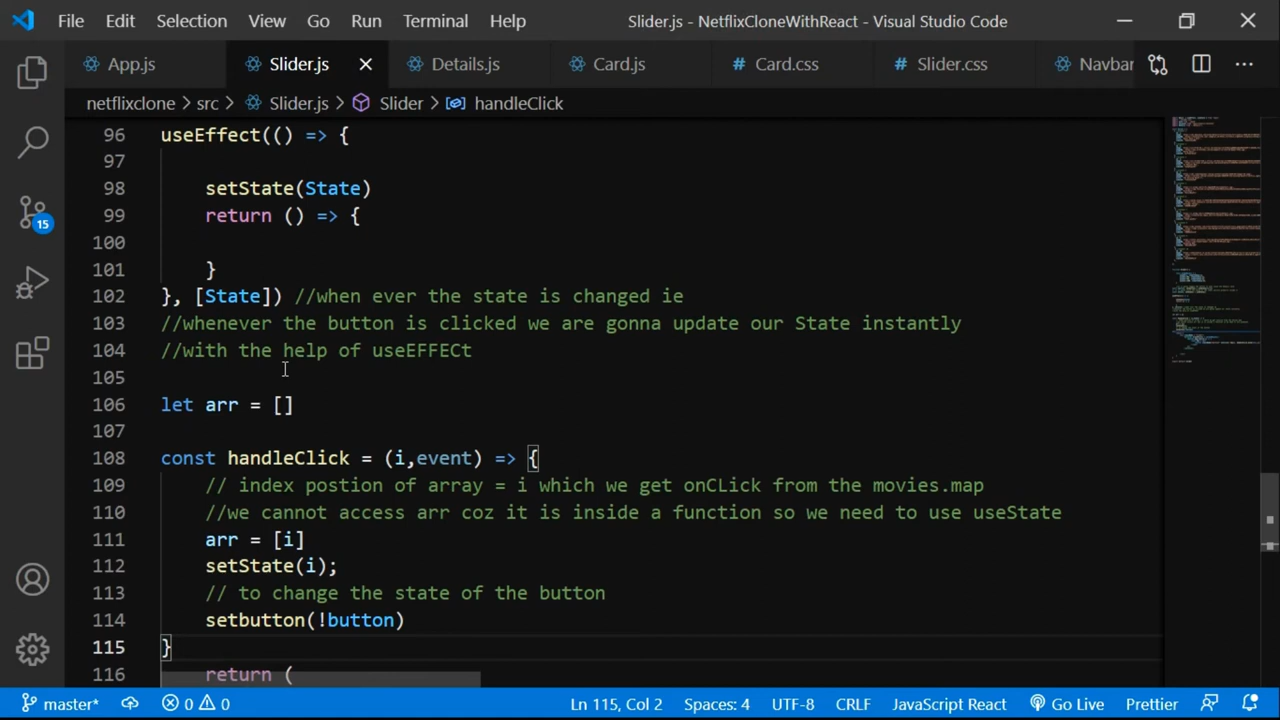 File Edit Selection View Go Run Terminal Help Slider.js - NetflixCloneWithReact - Visual Studio Code
App.js Slider.js Details.js Card.js # Card.css # Slider.css Navbar
netflixclone > src > Slider.js > Slider > handleClick
96 useEffect(() => {
97
98 setState(State)
99 return () => {
100
101 }
102 }, [State]) //when ever the state is changed ie
103 //whenever the button is clicked we are gonna update our State instantly
104 //with the help of useEFFECt
105
106 let arr = []
107
108 const handleClick = (i,event) => {
109 // index postion of array = i which we get onCLick from the movies.map
110 //we cannot access arr coz it is inside a function so we need to use useState
111 arr = [i]
112 setState(i);
113 // to change the state of the button
114 setbutton(!button)
115 }
116 return (
15
master* 0 0 Ln 115, Col 2 Spaces: 4 UTF-8 CRLF JavaScript React Go Live Prettier